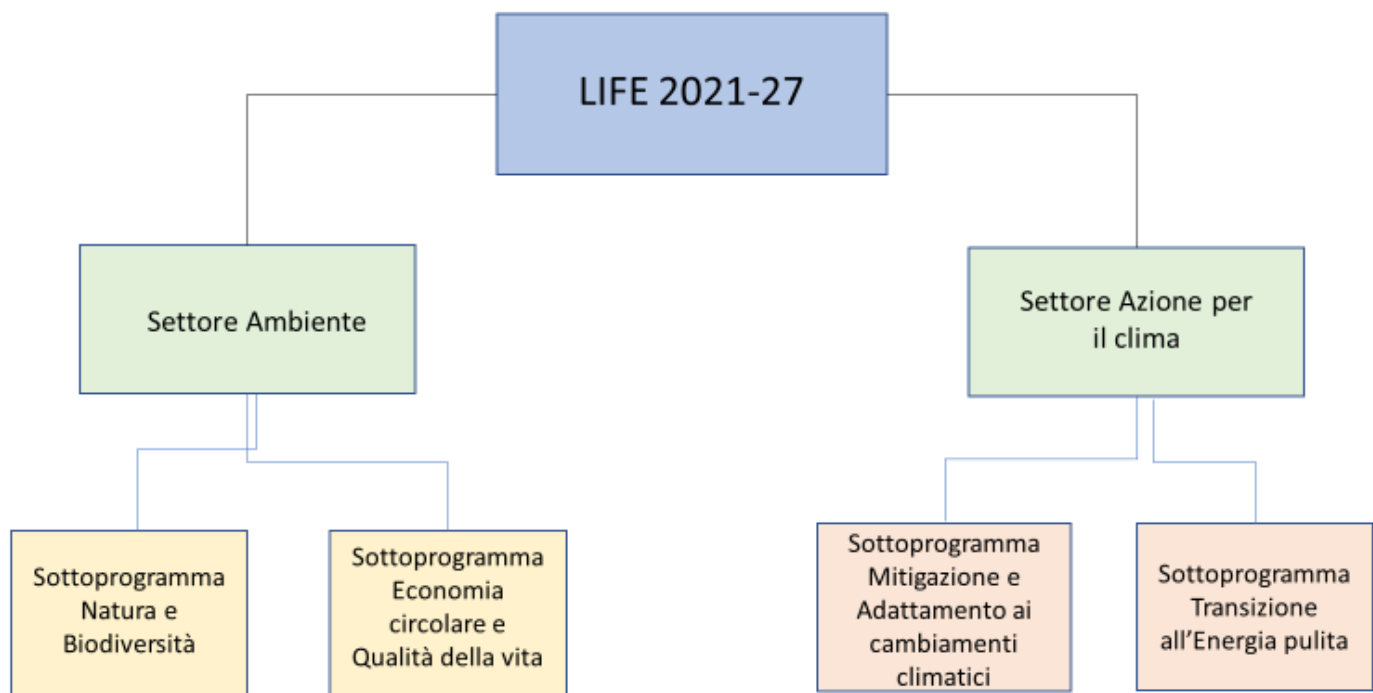 LIFE 2021-27
Settore Ambiente
Settore Azione per
il clima
Sottoprogramma
Natura e
Biodiversità
Sottoprogramma
Economia
circolare e
Qualità della vita
Sottoprogramma
Mitigazione e
Adattamento ai
cambiamenti
climatici
Sottoprogramma
Transizione
all’Energia pulita